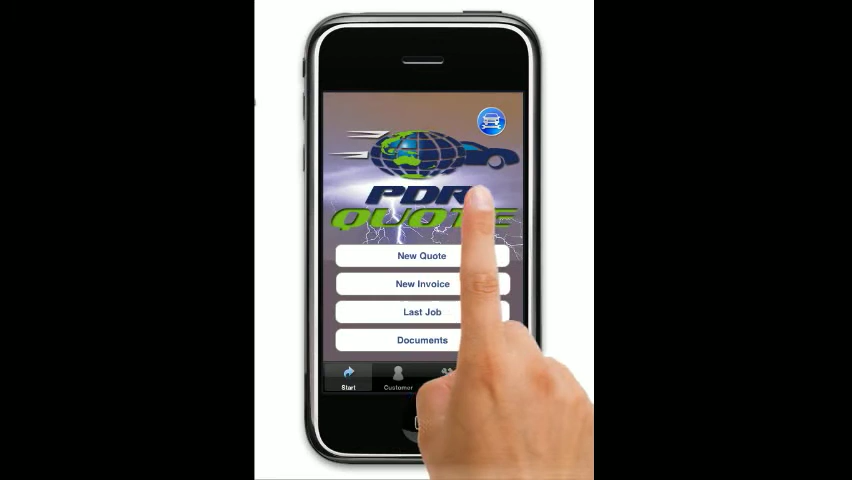 PDR
QUOTE
New Quote
New Invoice
Last Job
Documents
Start
Customer